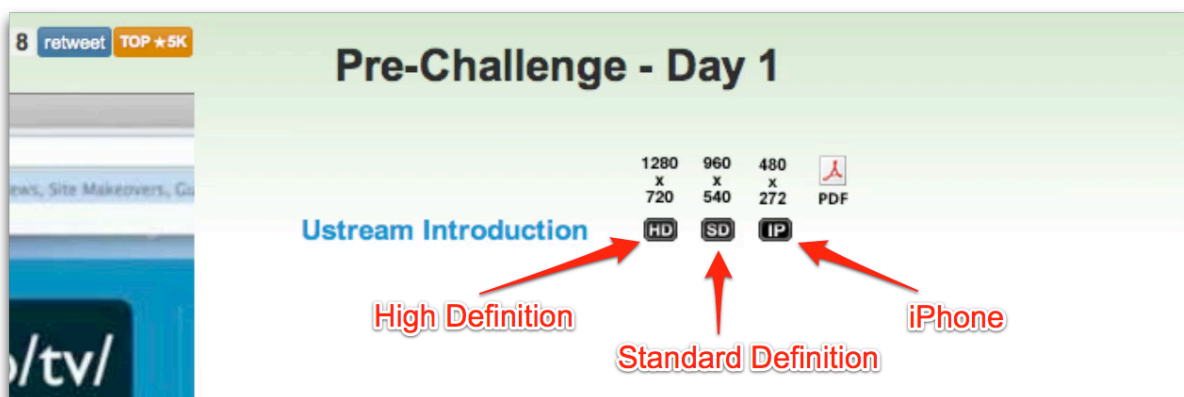 8 retweet TOP ★ 5K
Pre-Challenge - Day 1
ews, Site Makeovers, Gu
1280 x 720
960 x 540
480 x 272
PDF
Ustream Introduction
HD SD IP
High Definition
Standard Definition
iPhone
/tv/